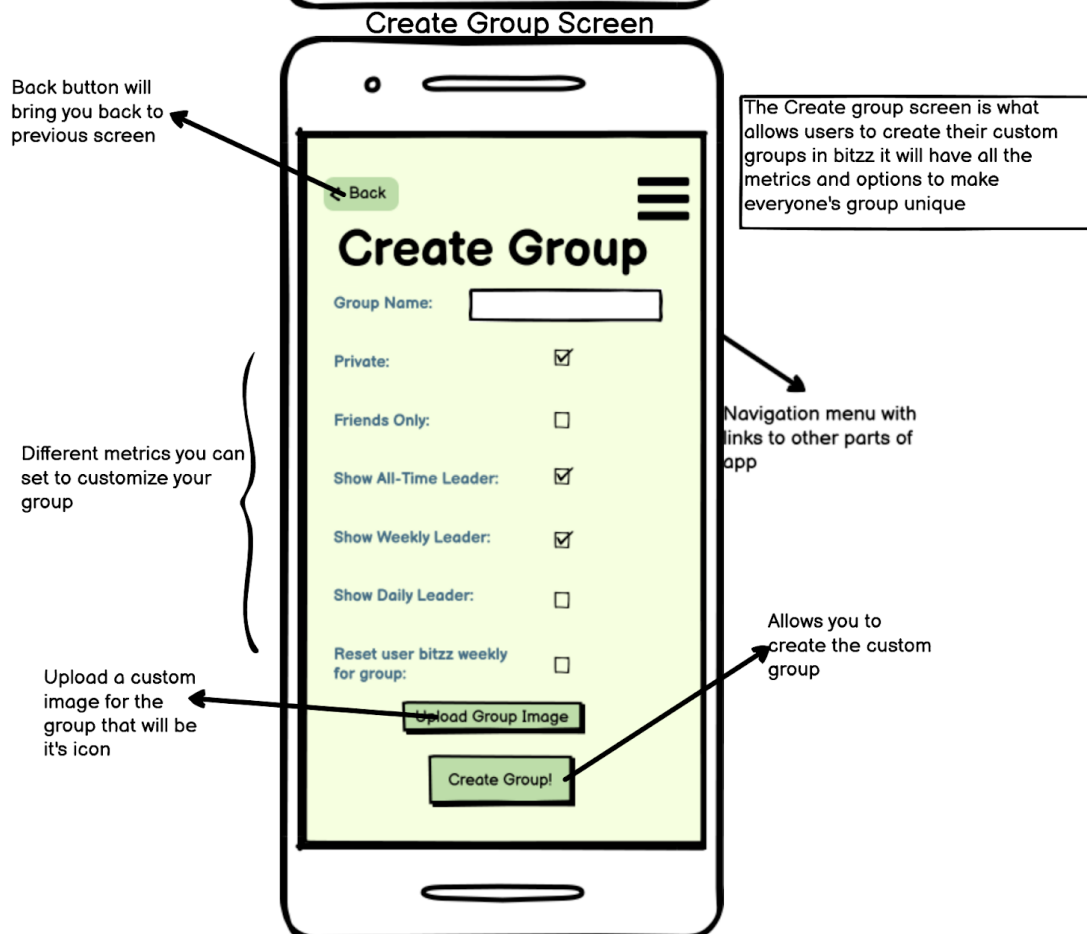 Create Group Screen
Back button will
bring you back to
previous screen
The Create group screen is what
allows users to create their custom
groups in bitzz it will have all the
metrics and options to make
everyone's group unique
< Back
Create Group
Group Name:
Private:
Friends Only:
Show All-Time Leader:
Show Weekly Leader:
Show Daily Leader:
Reset user bitzz weekly
for group:
Upload Group Image
Create Group!
Different metrics you can
set to customize your
group
Navigation menu with
links to other parts of
app
Upload a custom
image for the
group that will be
it's icon
Allows you to
create the custom
group